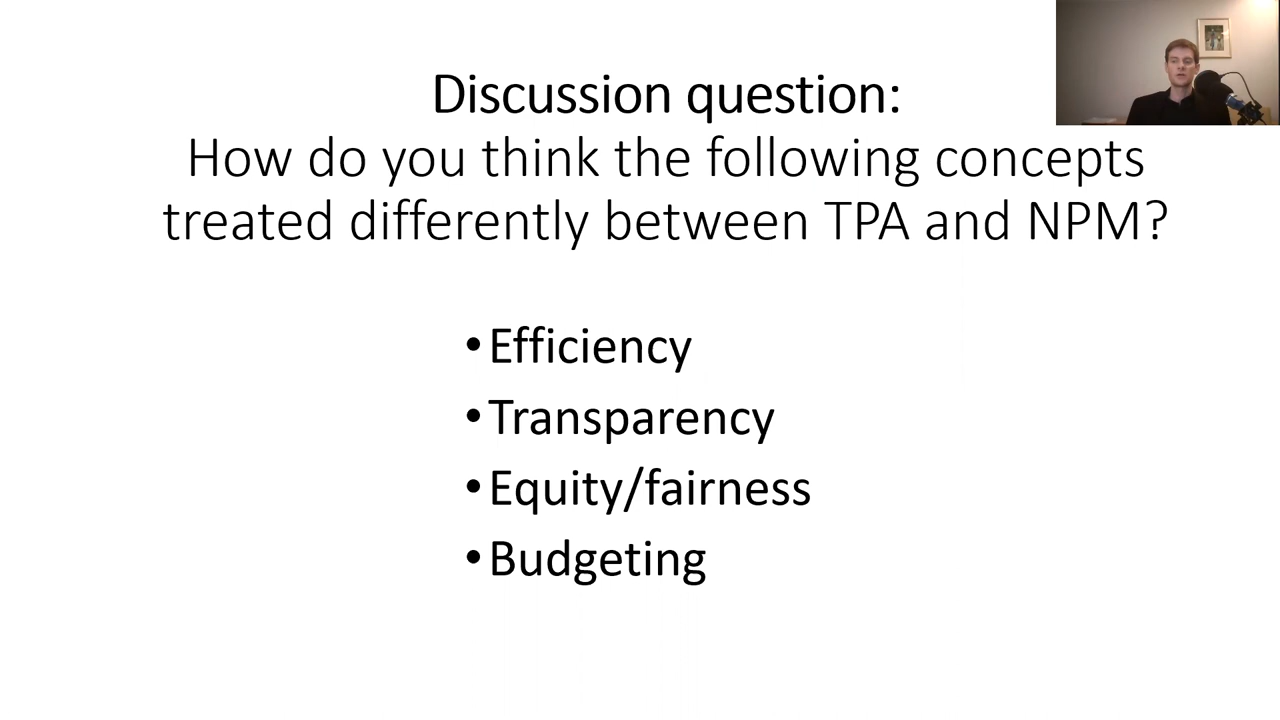 Discussion question:
How do you think the following concepts
treated differently between TPA and NPM?
•Efficiency
•Transparency
•Equity/fairness
•Budgeting